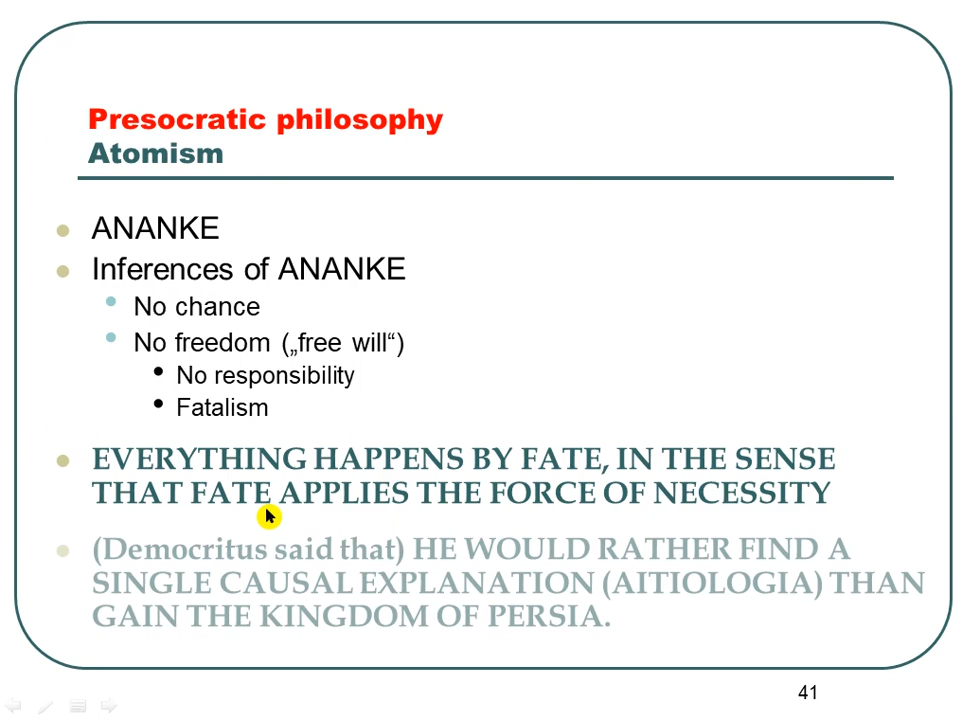 Presocratic philosophy
Atomism
ANANKE
Inferences of ANANKE
No chance
No freedom („free will“)
No responsibility
Fatalism
EVERYTHING HAPPENS BY FATE, IN THE SENSE
THAT FATE APPLIES THE FORCE OF NECESSITY
(Democritus said that) HE WOULD RATHER FIND A
SINGLE CAUSAL EXPLANATION (AITIOLOGIA) THAN
GAIN THE KINGDOM OF PERSIA.
41